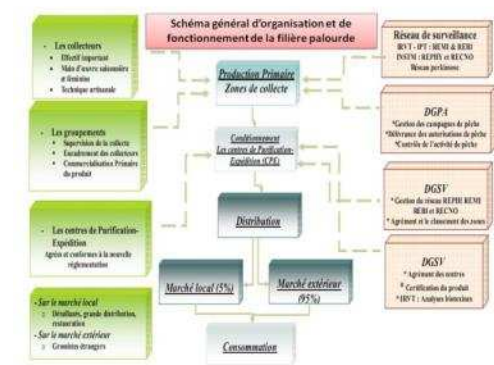 Schéma général d'organisation et de
fonctionnement de la filière palourde
- Les collecteurs
• Effectif important
• Main d'œuvre saisonnière
et féminine
• Technique artisanale
- Les groupements
• Supervision de la collecte
• Encadrement des collecteurs
• Commercialisation Primaire
du produit
- Les centres de Purification-
Expédition
Agréés et conformes à la nouvelle
réglementation
- Sur le marché local
Détaillants, grande distribution,
restauration
- Sur le marché extérieur
Grossistes étrangers
Production Primaire
Zones de collecte
Conditionnement
Les centres de Purification-
Expédition (CPE)
Distribution
Marché local (5%)
Marché extérieur
(95%)
Consommation
Réseau de surveillance
IRVT - IPT : REMI & REBI
INSTM : REPHY et RECNO
Réseau perkinsose
DGPA
*Gestion des campagnes de pêche
*Délivrance des autorisations de pêche
*Contrôle de l'activité de pêche
DGSV
*Gestion du réseau REPHY REMI
REBI et RECNO
*Agrément et le classement des zones
DGSV
* Agrément des centres
* Certification du produit
*IRVT : Analyses biotoxines